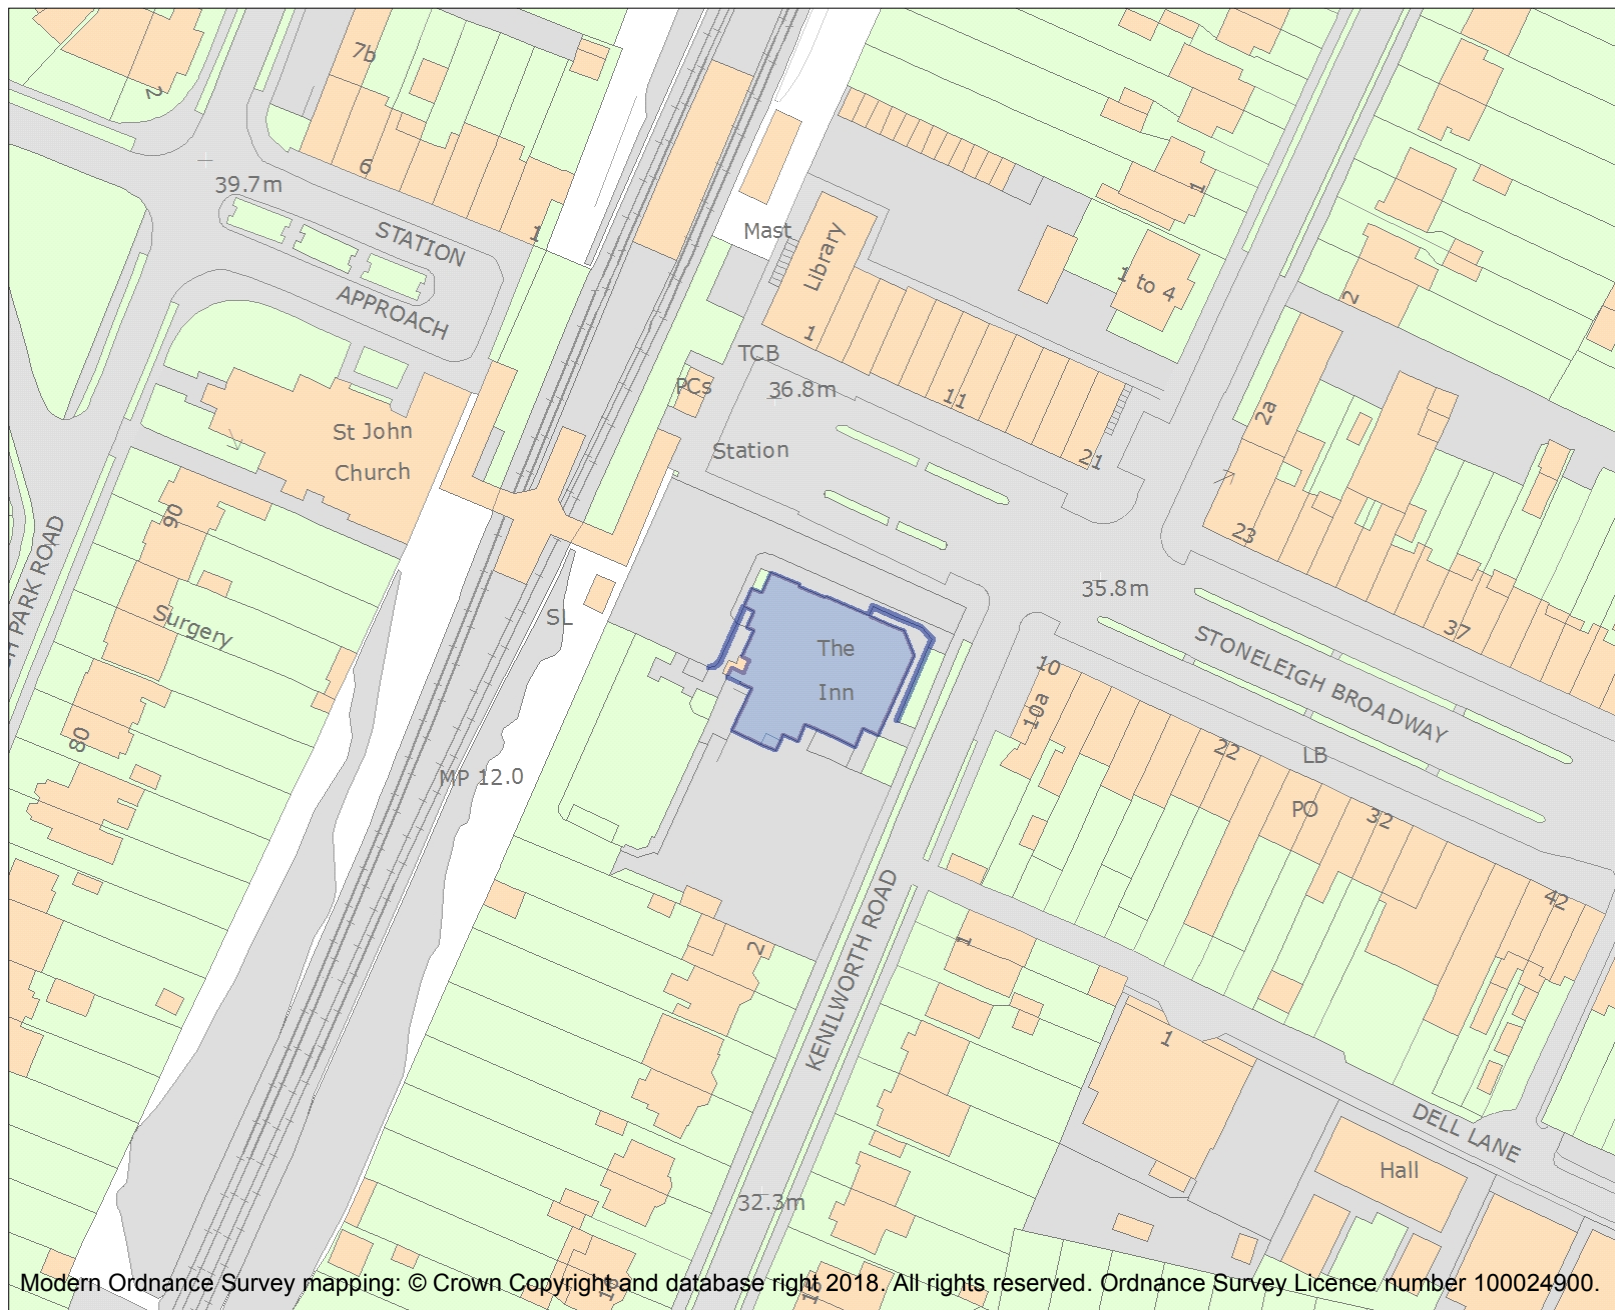 7b
2
6
39.7m
STATION
APPROACH
1
Mast
Library
1
1 to 4
1
2
TCB
PCs
36.8m
11
Station
21
2a
St John
Church
23
90
PARK ROAD
Surgery
80
SL
35.8m
37
The
Inn
STONELEIGH BROADWAY
10
10a
22
LB
PO
32
42
MP 12.0
KENILWORTH ROAD
2
1
1
DELL LANE
Hall
32.3m
Modern Ordnance Survey mapping: © Crown Copyright and database right 2018. All rights reserved. Ordnance Survey Licence number 100024900.